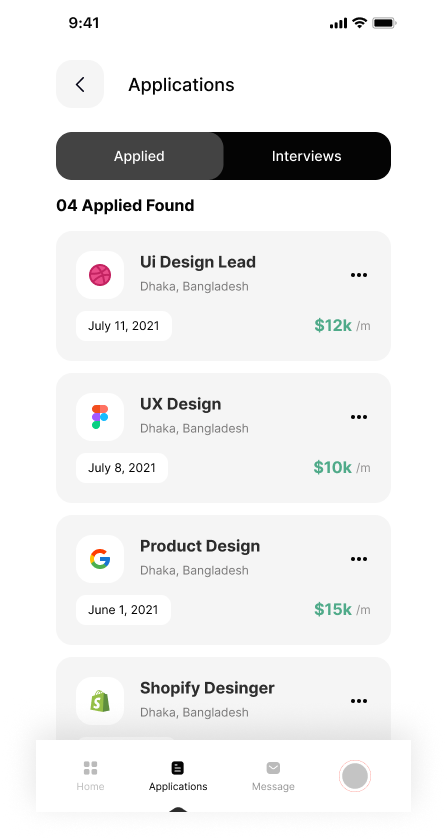 9:41
Applications
Applied Interviews
04 Applied Found
Ui Design Lead
Dhaka, Bangladesh
July 11, 2021 $12k /m
UX Design
Dhaka, Bangladesh
July 8, 2021 $10k /m
Product Design
Dhaka, Bangladesh
June 1, 2021 $15k /m
Shopify Desinger
Dhaka, Bangladesh
Home Applications Message